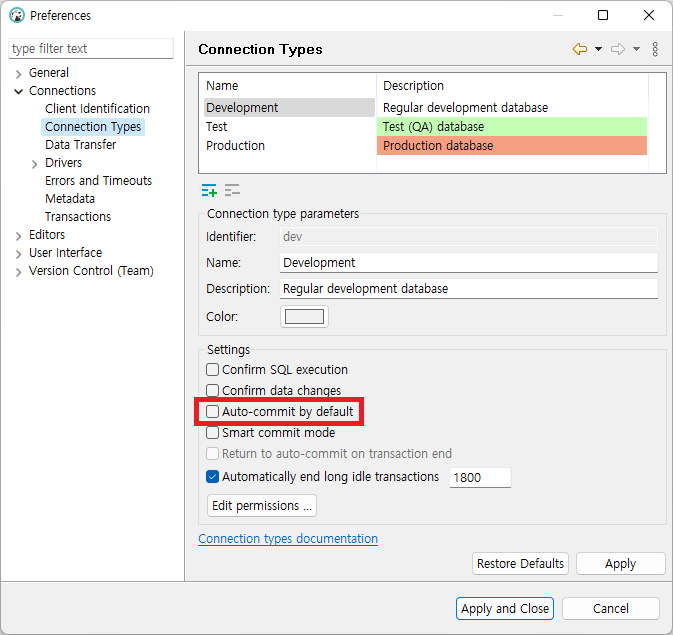 Preferences
type filter text
General
Connections
Client Identification
Connection Types
Data Transfer
Drivers
Errors and Timeouts
Metadata
Transactions
Editors
User Interface
Version Control (Team)
Connection Types
Name Description
Development Regular development database
Test Test (QA) database
Production Production database
Connection type parameters
Identifier: dev
Name: Development
Description: Regular development database
Color:
Settings
Confirm SQL execution
Confirm data changes
Auto-commit by default
Smart commit mode
Return to auto-commit on transaction end
Automatically end long idle transactions 1800
Edit permissions ...
Connection types documentation
Restore Defaults Apply
Apply and Close Cancel